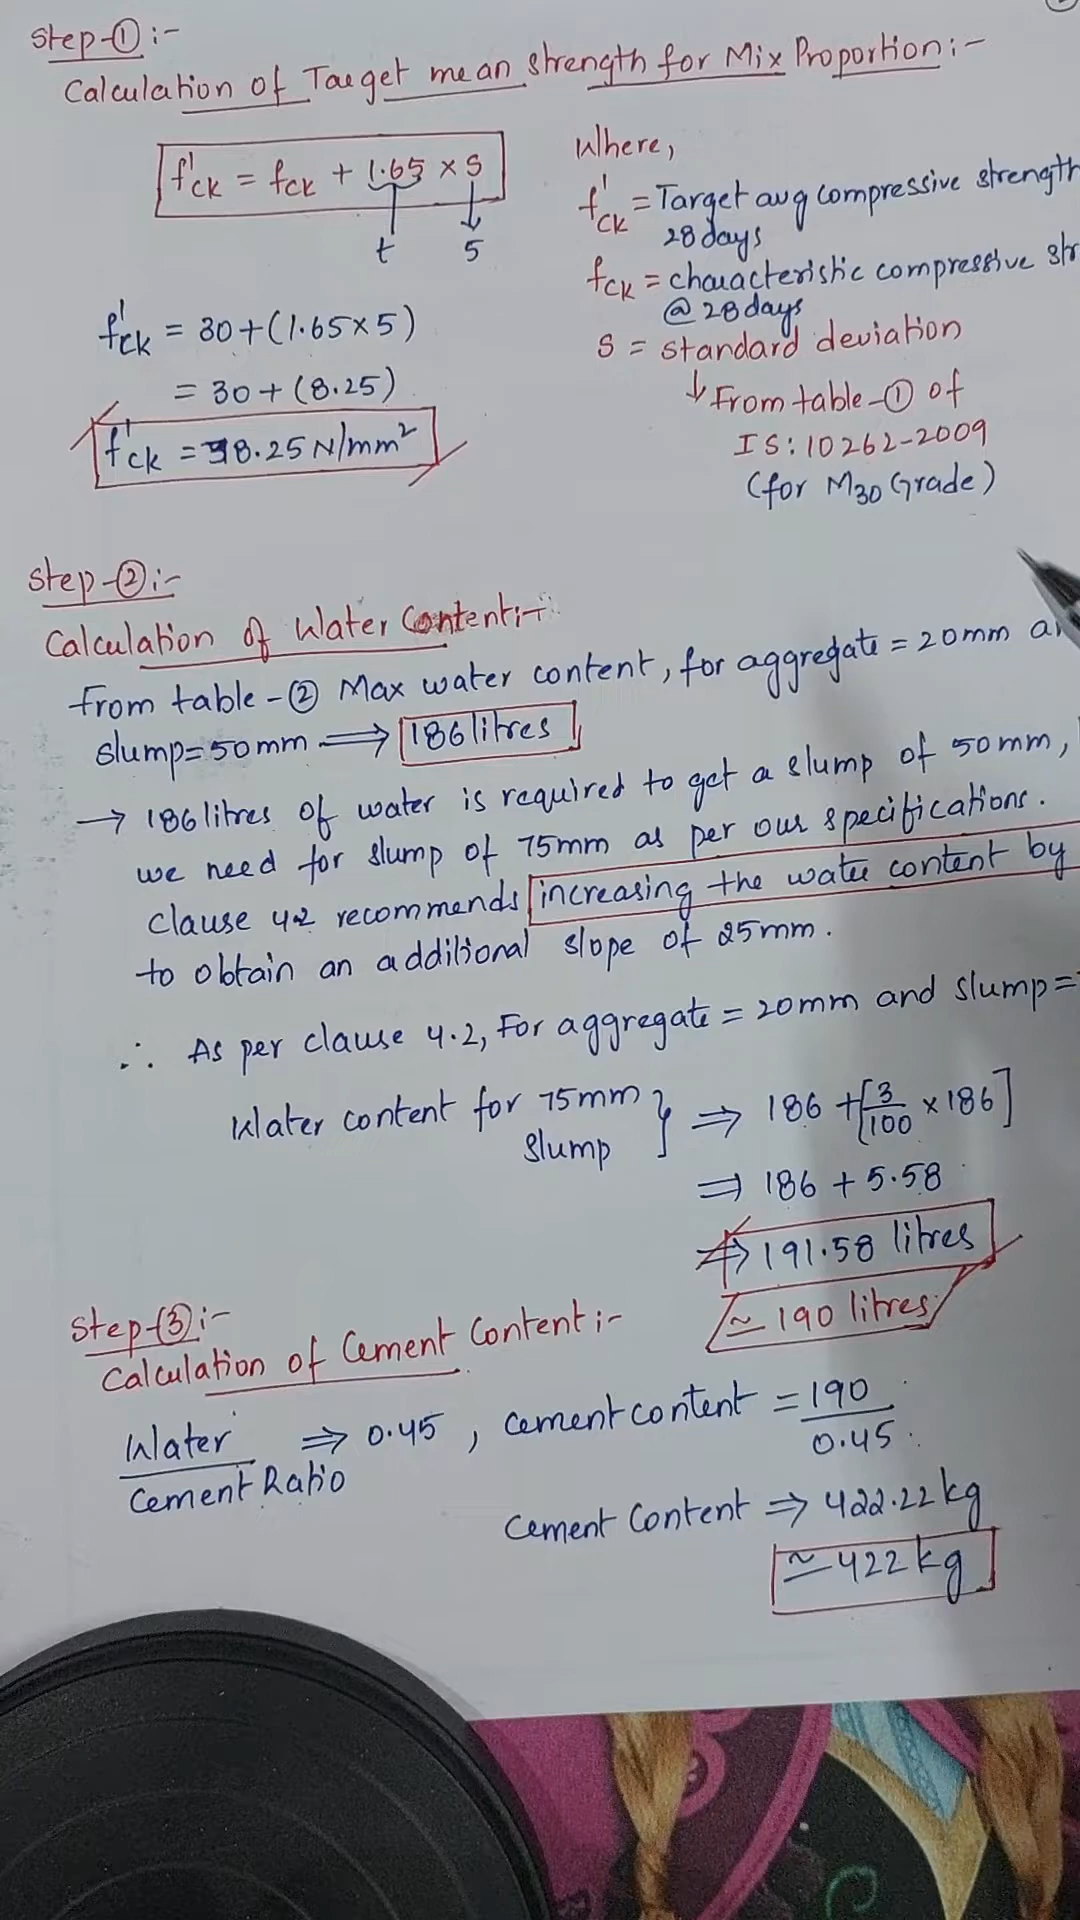 Step-①:-
Calculation of Target mean strength for Mix Proportion:-
f'ck = fck + 1.65 × S
t 5
Where,
f'ck = Target avg compressive strength
28 days
fck = characteristic compressive
@ 28 days
S = standard deviation
↓ From table-① of
IS:10262-2009
(for M30 Grade)
f'ck = 30+(1.65×5)
= 30+(8.25)
f'ck = 38.25 N/mm²
Step-②:-
Calculation of Water Content:-
From table-② Max water content, for aggregate = 20mm
slump=50mm ⟹ 186 litres
→ 186 litres of water is required to get a slump of 50mm,
we need for slump of 75mm as per our specifications.
clause 4.2 recommends increasing the water content by
to obtain an additional slope of 25mm.
∴ As per clause 4.2, For aggregate = 20mm and slump=
Water content for 75mm
slump } ⇒ 186 + [3/100 × 186]
⇒ 186 + 5.58
⇒ 191.58 litres
≃ 190 litres
Step-③:-
Calculation of Cement Content:-
Water/Cement Ratio ⇒ 0.45, cement content = 190/0.45
Cement Content ⇒ 422.22 kg
≃ 422 kg